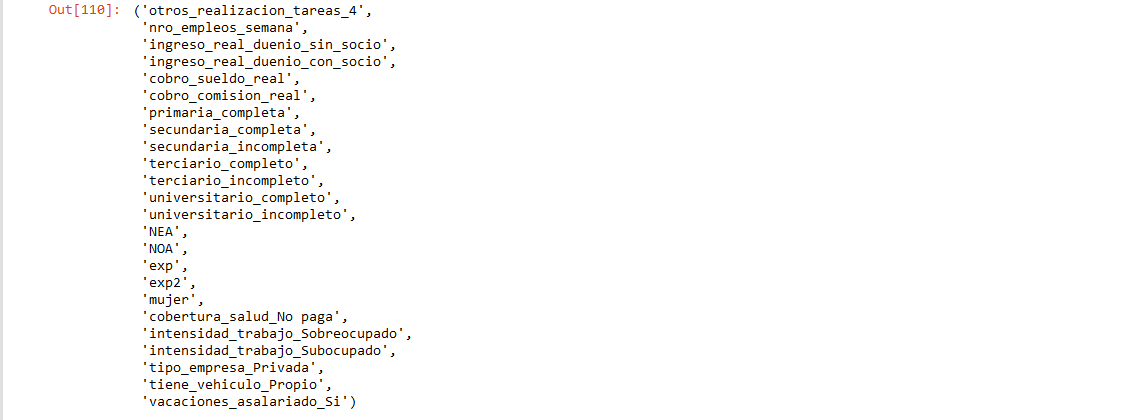 Out[110]: ('otros_realizacion_tareas_4',
'nro_empleos_semana',
'ingreso_real_duenio_sin_socio',
'ingreso_real_duenio_con_socio',
'cobro_sueldo_real',
'cobro_comision_real',
'primaria_completa',
'secundaria_completa',
'secundaria_incompleta',
'terciario_completo',
'terciario_incompleto',
'universitario_completo',
'universitario_incompleto',
'NEA',
'NOA',
'exp',
'exp2',
'mujer',
'cobertura_salud_No paga',
'intensidad_trabajo_Sobreocupado',
'intensidad_trabajo_Subocupado',
'tipo_empresa_Privada',
'tiene_vehiculo_Propio',
'vacaciones_asalariado_Si')